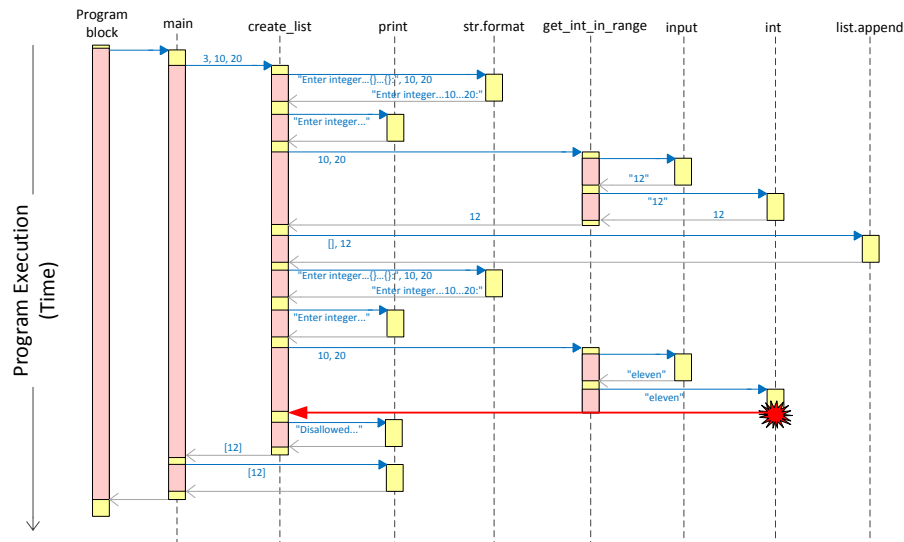 Program
block
main
create_list
print
str.format
get_int_in_range
input
int
list.append
3, 10, 20
"Enter integer...{}...{}:", 10, 20
"Enter integer...10...20:"
"Enter integer..."
10, 20
"12"
"12"
12
12
[], 12
"Enter integer...{}...{}:", 10, 20
"Enter integer...10...20:"
"Enter integer..."
10, 20
"eleven"
"eleven"
"Disallowed..."
[12]
[12]
Program Execution
(Time)